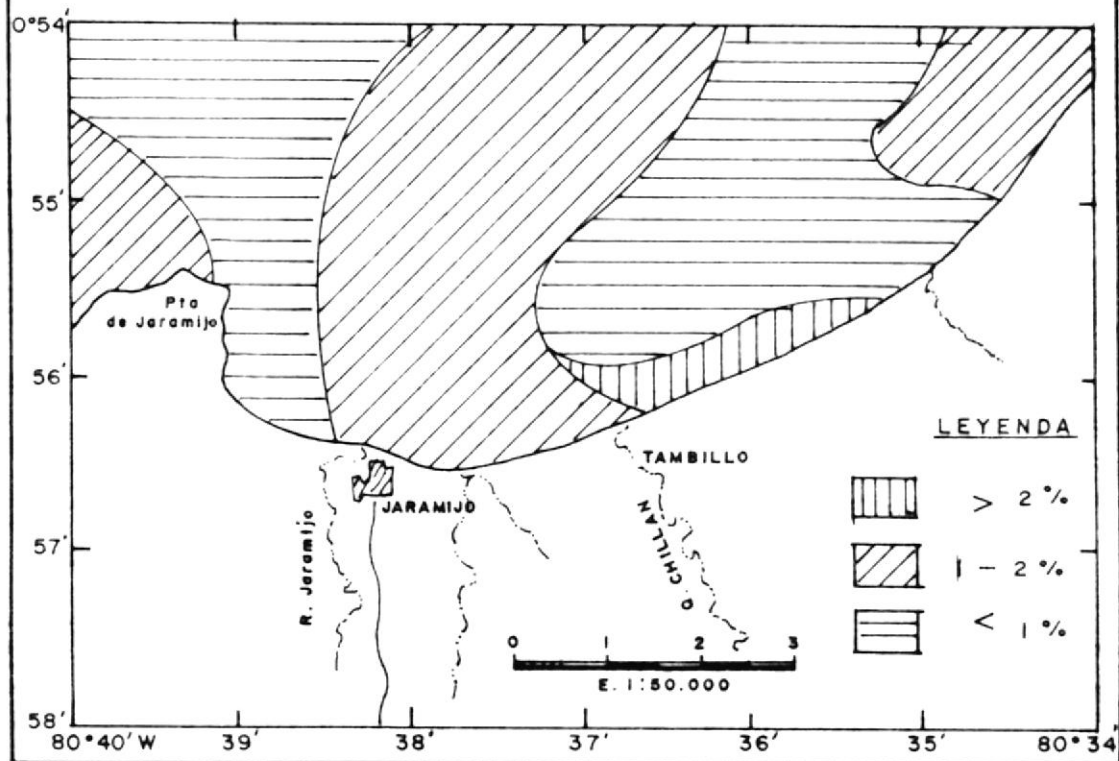 0°54'
55'
56'
57'
58'
80°40'W
39'
38'
37'
36'
35'
80°34
Pta
de Jaramijo
JARAMIJO
R. Jaramijo
TAMBILLO
Q. CHILLAN
0 1 2 3
E. 1:50.000
LEYENDA
> 2 %
1 - 2 %
< 1 %